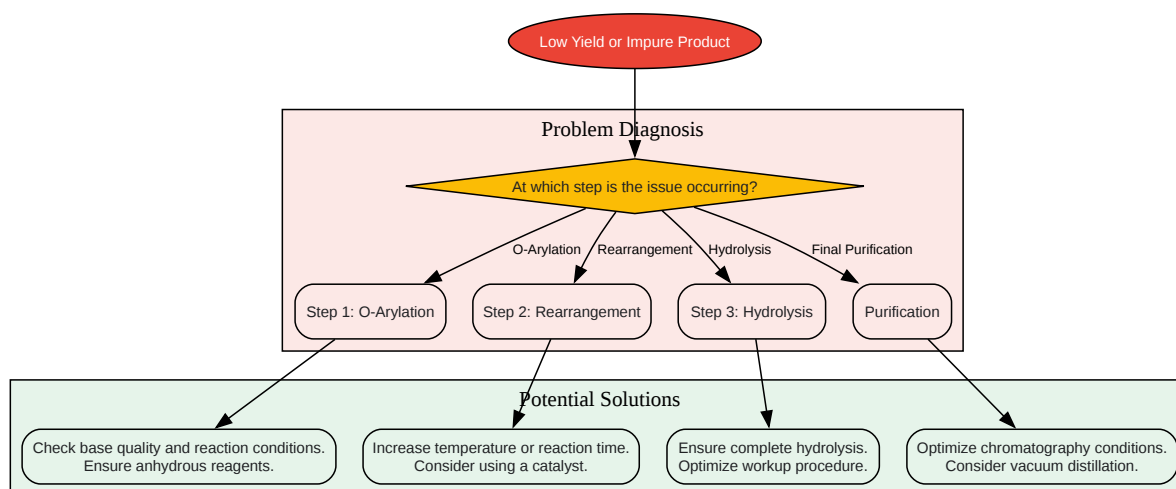 Low Yield or Impure Product
Problem Diagnosis
At which step is the issue occurring?
O-Arylation
Rearrangement
Hydrolysis
Final Purification
Step 1: O-Arylation
Step 2: Rearrangement
Step 3: Hydrolysis
Purification
Potential Solutions
Check base quality and reaction conditions.
Ensure anhydrous reagents.
Increase temperature or reaction time.
Consider using a catalyst.
Ensure complete hydrolysis.
Optimize workup procedure.
Optimize chromatography conditions.
Consider vacuum distillation.